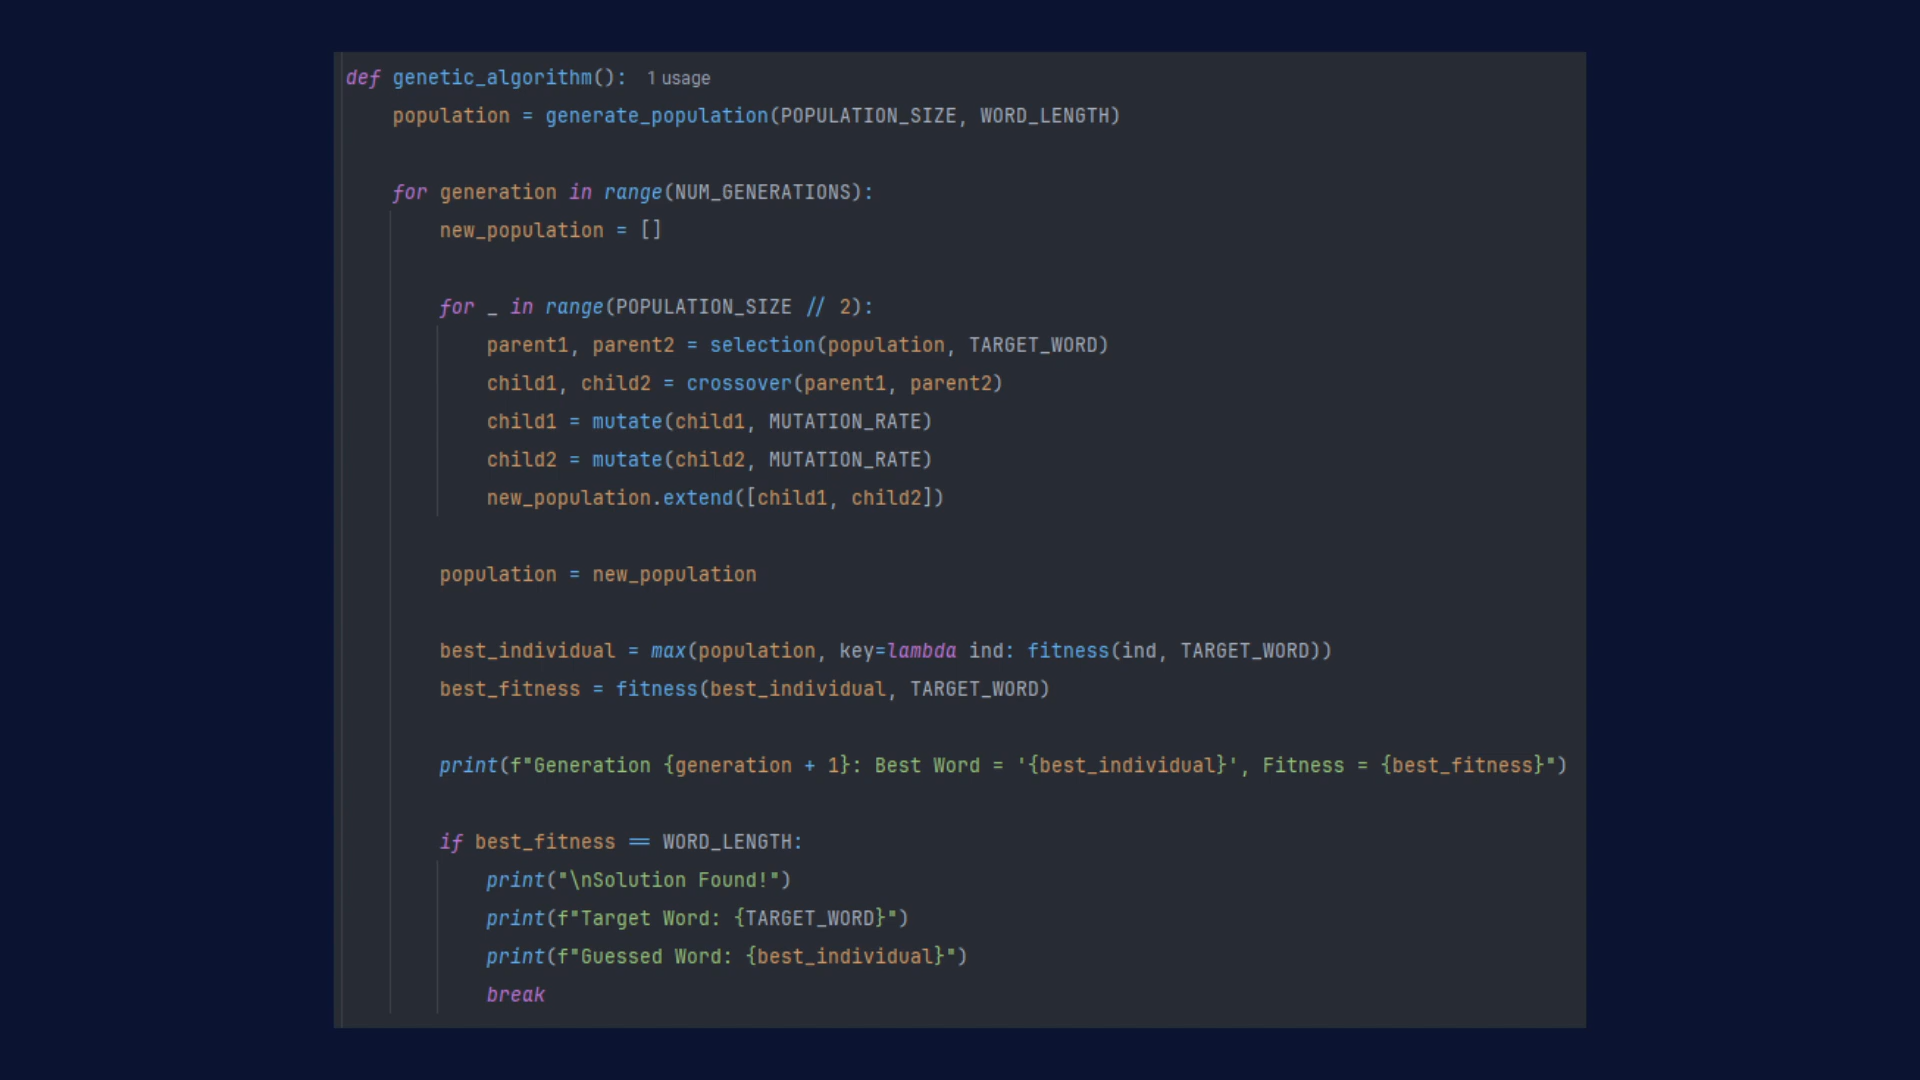 def genetic_algorithm(): 1 usage
population = generate_population(POPULATION_SIZE, WORD_LENGTH)
for generation in range(NUM_GENERATIONS):
new_population = []
for _ in range(POPULATION_SIZE // 2):
parent1, parent2 = selection(population, TARGET_WORD)
child1, child2 = crossover(parent1, parent2)
child1 = mutate(child1, MUTATION_RATE)
child2 = mutate(child2, MUTATION_RATE)
new_population.extend([child1, child2])
population = new_population
best_individual = max(population, key=lambda ind: fitness(ind, TARGET_WORD))
best_fitness = fitness(best_individual, TARGET_WORD)
print(f"Generation {generation + 1}: Best Word = '{best_individual}', Fitness = {best_fitness}")
if best_fitness == WORD_LENGTH:
print("\nSolution Found!")
print(f"Target Word: {TARGET_WORD}")
print(f"Guessed Word: {best_individual}")
break